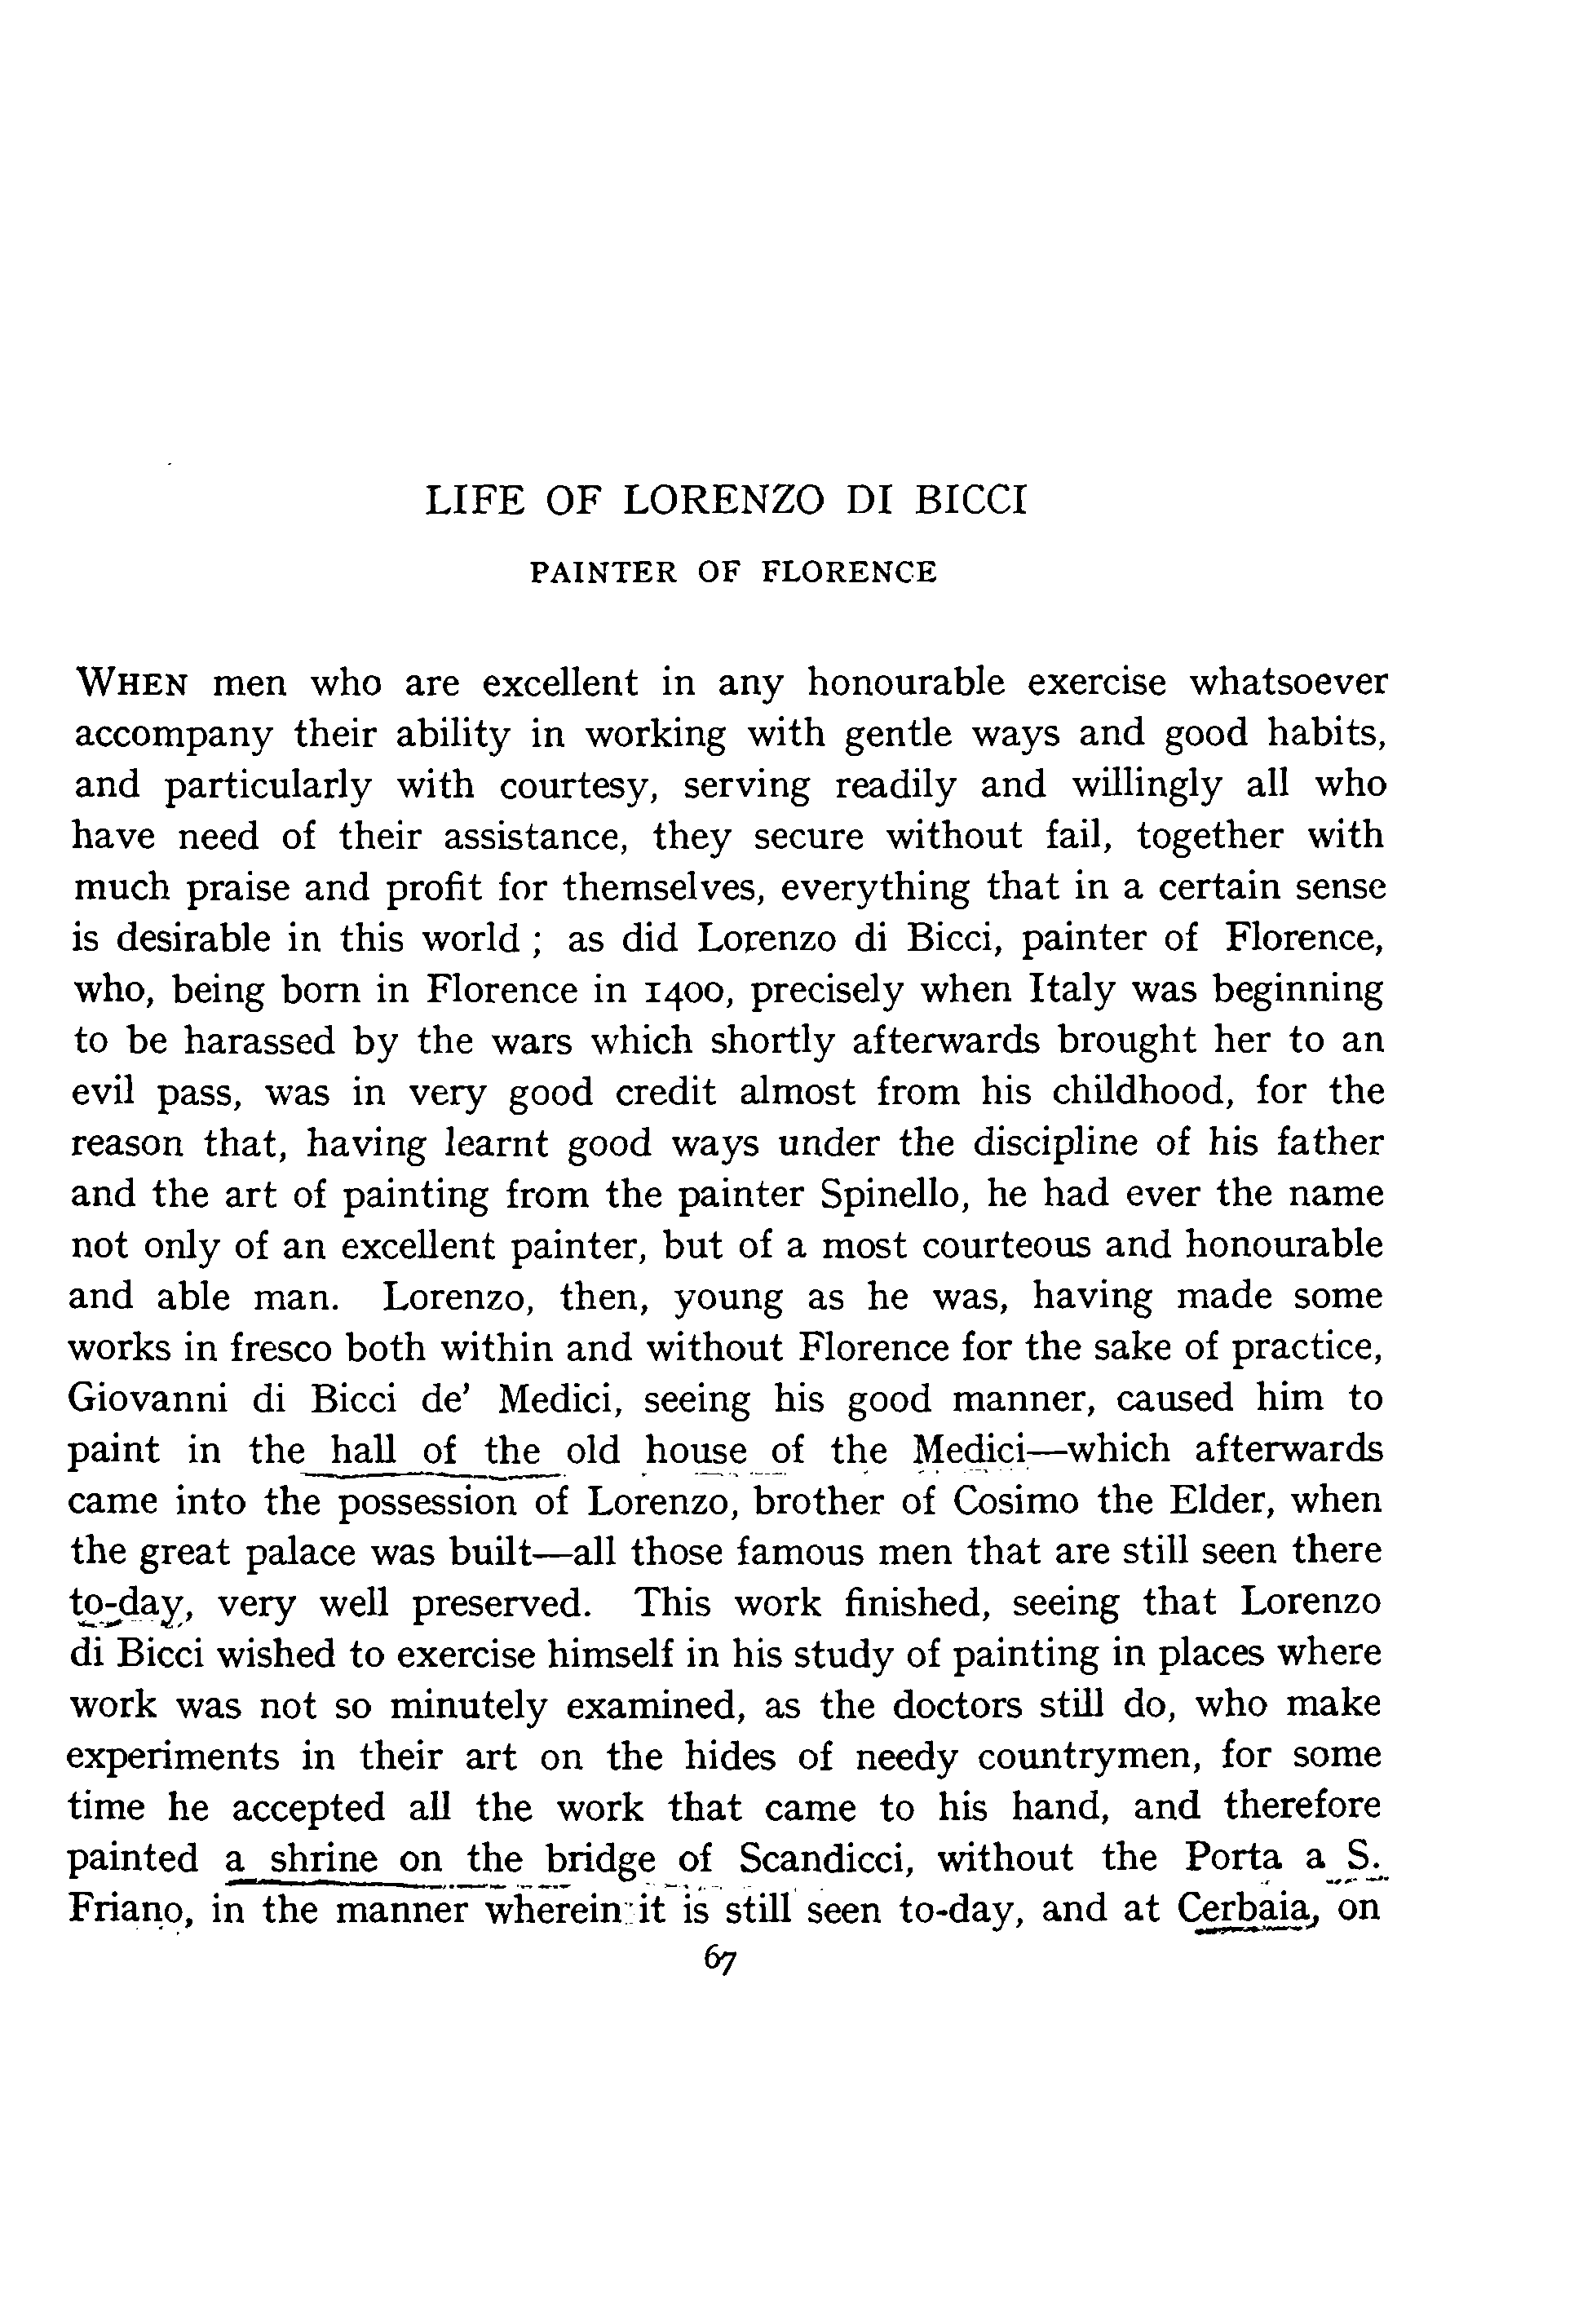 LIFE OF LORENZO DI BICCI
PAINTER OF FLORENCE
WHEN men who are excellent in any honourable exercise whatsoever
accompany their ability in working with gentle ways and good habits,
and particularly with courtesy, serving readily and willingly all who
have need of their assistance, they secure without fail, together with
much praise and profit for themselves, everything that in a certain sense
is desirable in this world ; as did Lorenzo di Bicci, painter of Florence,
who, being born in Florence in 1400, precisely when Italy was beginning
to be harassed by the wars which shortly afterwards brought her to an
evil pass, was in very good credit almost from his childhood, for the
reason that, having learnt good ways under the discipline of his father
and the art of painting from the painter Spinello, he had ever the name
not only of an excellent painter, but of a most courteous and honourable
and able man. Lorenzo, then, young as he was, having made some
works in fresco both within and without Florence for the sake of practice,
Giovanni di Bicci de' Medici, seeing his good manner, caused him to
paint in the hall of the old house of the Medici—which afterwards
came into the possession of Lorenzo, brother of Cosimo the Elder, when
the great palace was built—all those famous men that are still seen there
to-day, very well preserved. This work finished, seeing that Lorenzo
di Bicci wished to exercise himself in his study of painting in places where
work was not so minutely examined, as the doctors still do, who make
experiments in their art on the hides of needy countrymen, for some
time he accepted all the work that came to his hand, and therefore
painted a shrine on the bridge of Scandicci, without the Porta a S.
Friano, in the manner wherein it is still seen to-day, and at Cerbaia, on
67